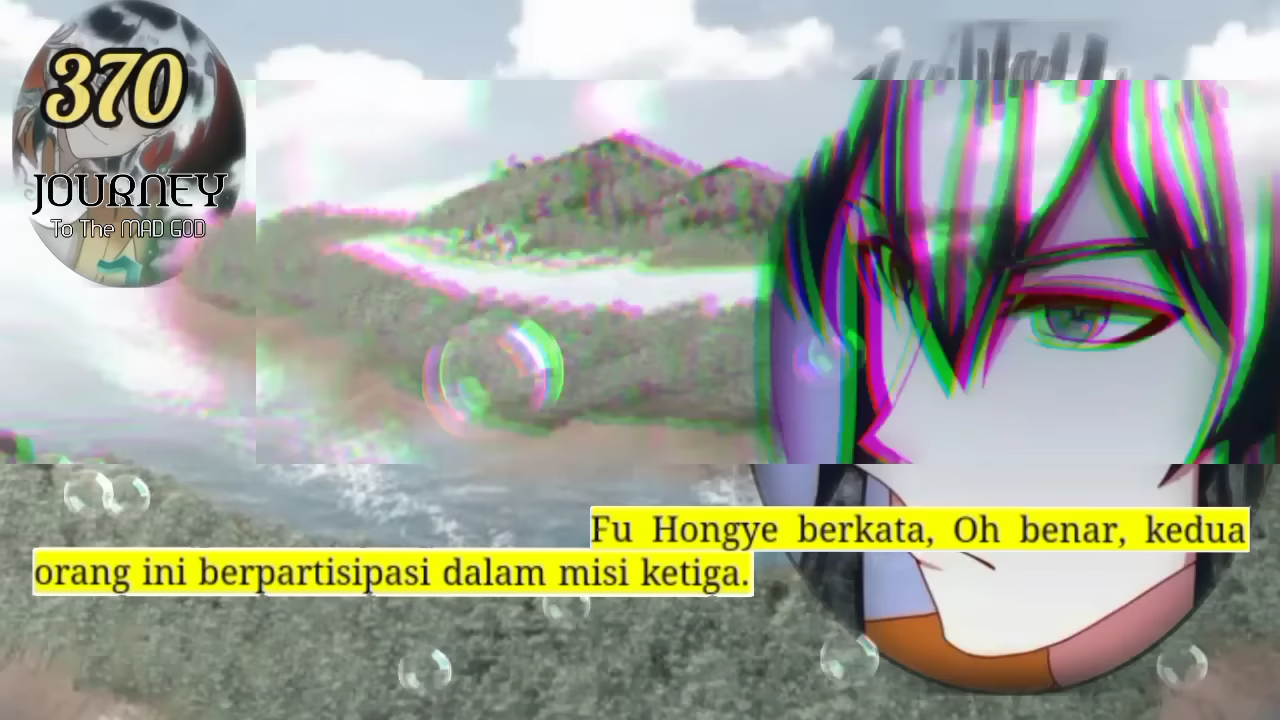 370
JOURNEY
To The MAD GOD
Fu Hongye berkata, Oh benar, kedua
orang ini berpartisipasi dalam misi ketiga.